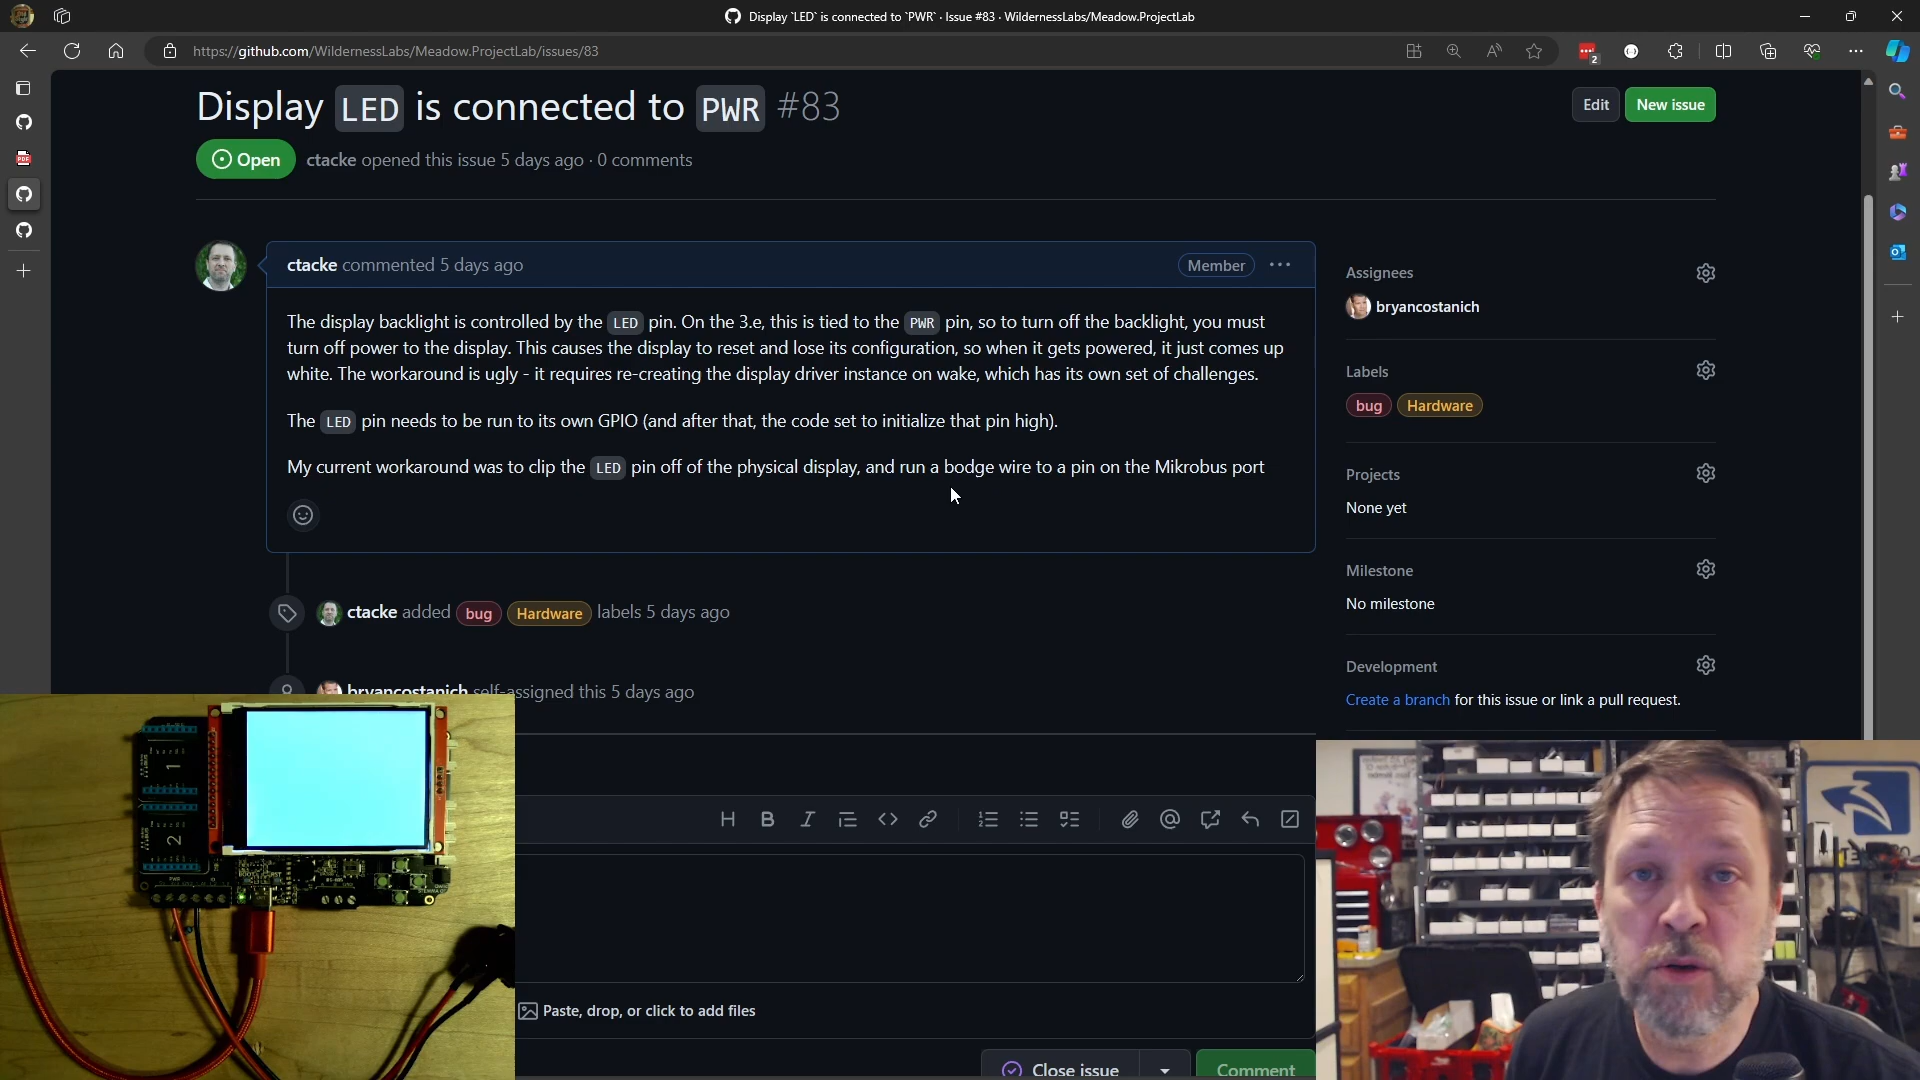 Display `LED` is connected to `PWR` · Issue #83 · WildernessLabs/Meadow.ProjectLab
https://github.com/WildernessLabs/Meadow.ProjectLab/issues/83
2
Display LED is connected to PWR #83
Edit
New issue
Open
ctacke opened this issue 5 days ago · 0 comments
ctacke commented 5 days ago
Member
The display backlight is controlled by the LED pin. On the 3.e, this is tied to the PWR pin, so to turn off the backlight, you must
turn off power to the display. This causes the display to reset and lose its configuration, so when it gets powered, it just comes up
white. The workaround is ugly - it requires re-creating the display driver instance on wake, which has its own set of challenges.
The LED pin needs to be run to its own GPIO (and after that, the code set to initialize that pin high).
My current workaround was to clip the LED pin off of the physical display, and run a bodge wire to a pin on the Mikrobus port
ctacke added bug Hardware labels 5 days ago
bryancostanich self-assigned this 5 days ago
Assignees
bryancostanich
Labels
bug
Hardware
Projects
None yet
Milestone
No milestone
Development
Create a branch for this issue or link a pull request.
Paste, drop, or click to add files
Close issue
Comment
1
2